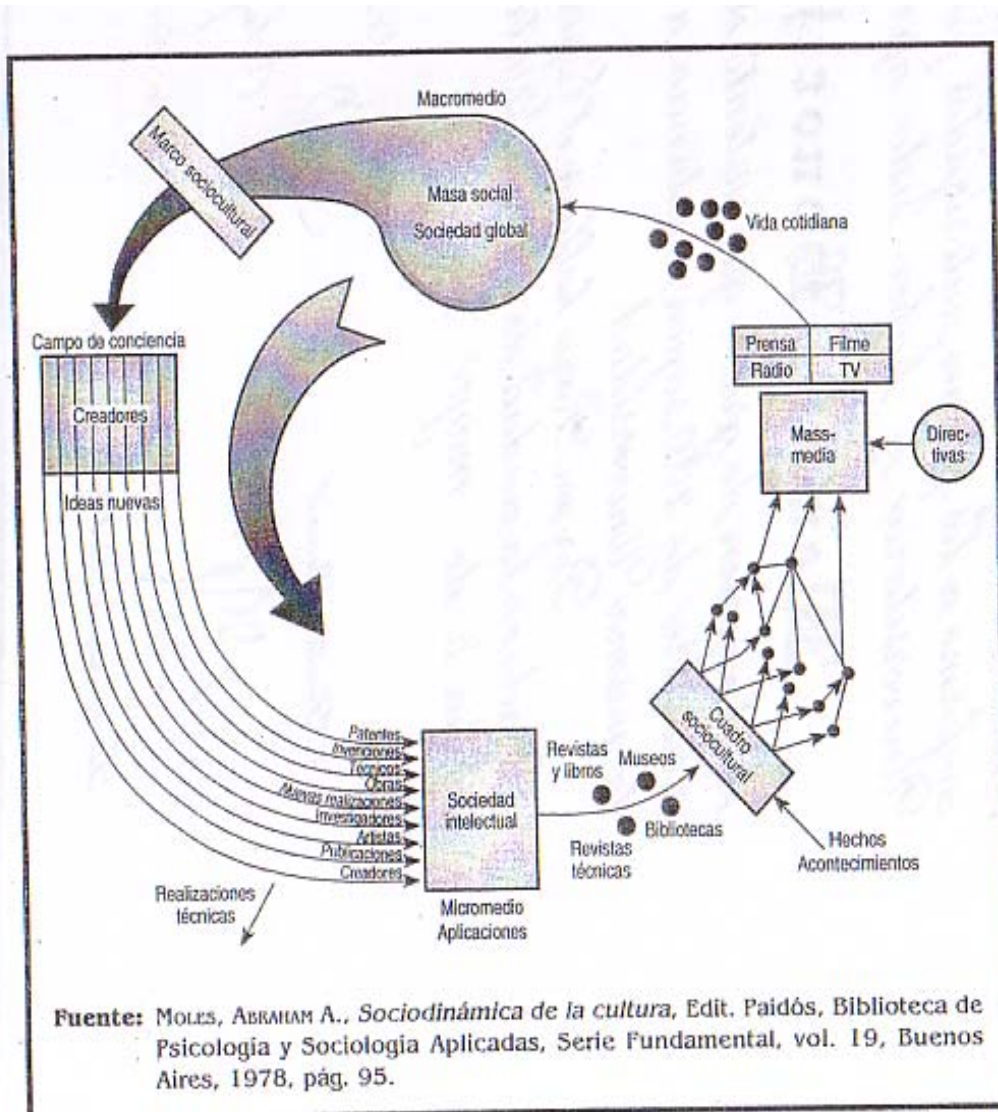 Macromedio
Marco sociocultural
Masa social
Sociedad global
Vida cotidiana
Campo de conciencia
Creadores
Ideas nuevas
Prensa
Filme
Radio
TV
Mass-
media
Direc-
tivas
Patentes
Invenciones
Técnicos
Obras
Nuevas realizaciones
Investigadores
Artistas
Publicaciones
Creadores
Realizaciones
técnicas
Sociedad
intelectual
Micromedio
Aplicaciones
Revistas
y libros
Museos
Revistas
técnicas
Bibliotecas
Cuadro
sociocultural
Hechos
Acontecimientos
Fuente: MOLES, ABRAHAM A., Sociodinámica de la cultura, Edit. Paidós, Biblioteca de
Psicología y Sociología Aplicadas, Serie Fundamental, vol. 19, Buenos
Aires, 1978, pág. 95.